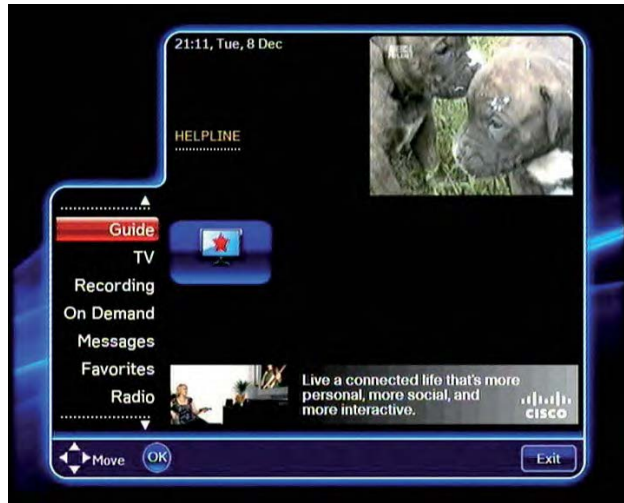 21:11, Tue, 8 Dec
HELPLINE
Guide
TV
Recording
On Demand
Messages
Favorites
Radio
Live a connected life that's more
personal, more social, and
more interactive.
CISCO
Move
OK
Exit